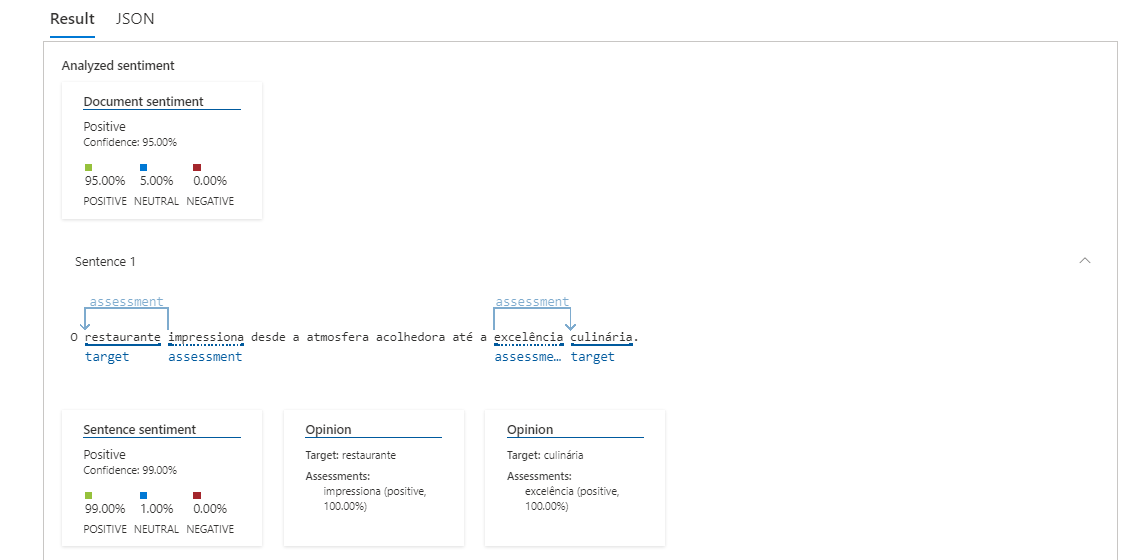 Result JSON
Analyzed sentiment
Document sentiment
Positive
Confidence: 95.00%
95.00% 5.00% 0.00%
POSITIVE NEUTRAL NEGATIVE
Sentence 1
assessment assessment
O restaurante impressiona desde a atmosfera acolhedora até a excelência culinária.
target assessment assessme... target
Sentence sentiment
Positive
Confidence: 99.00%
99.00% 1.00% 0.00%
POSITIVE NEUTRAL NEGATIVE
Opinion
Target: restaurante
Assessments:
impressiona (positive,
100.00%)
Opinion
Target: culinária
Assessments:
excelência (positive,
100.00%)